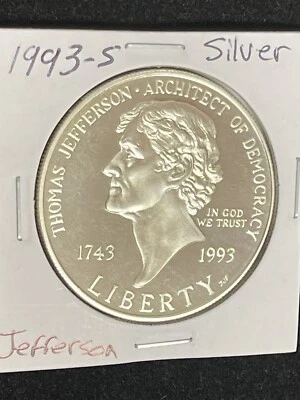 1993-S Silver
THOMAS JEFFERSON · ARCHITECT OF DEMOCRACY
IN GOD
WE TRUST
1743 1993
LIBERTY
Jefferson